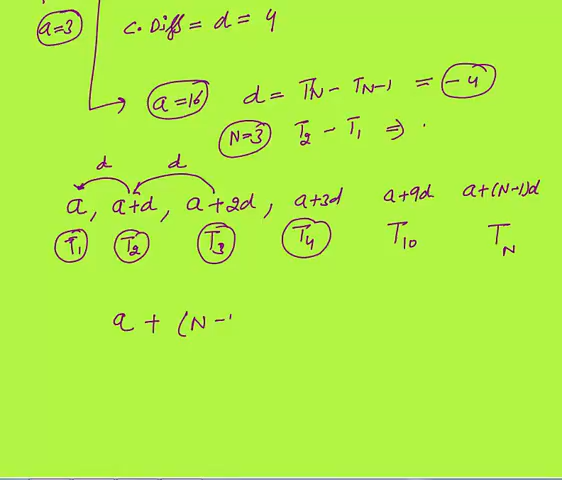 a=3 C. Diff = d = 4
a=16 d = TN - TN-1 = -4
N=3 T2 - T1 ⇒
d d
a, a+d, a+2d, a+3d a+9d a+(N-1)d
T1 T2 T3 T4 T10 TN
a + (N-